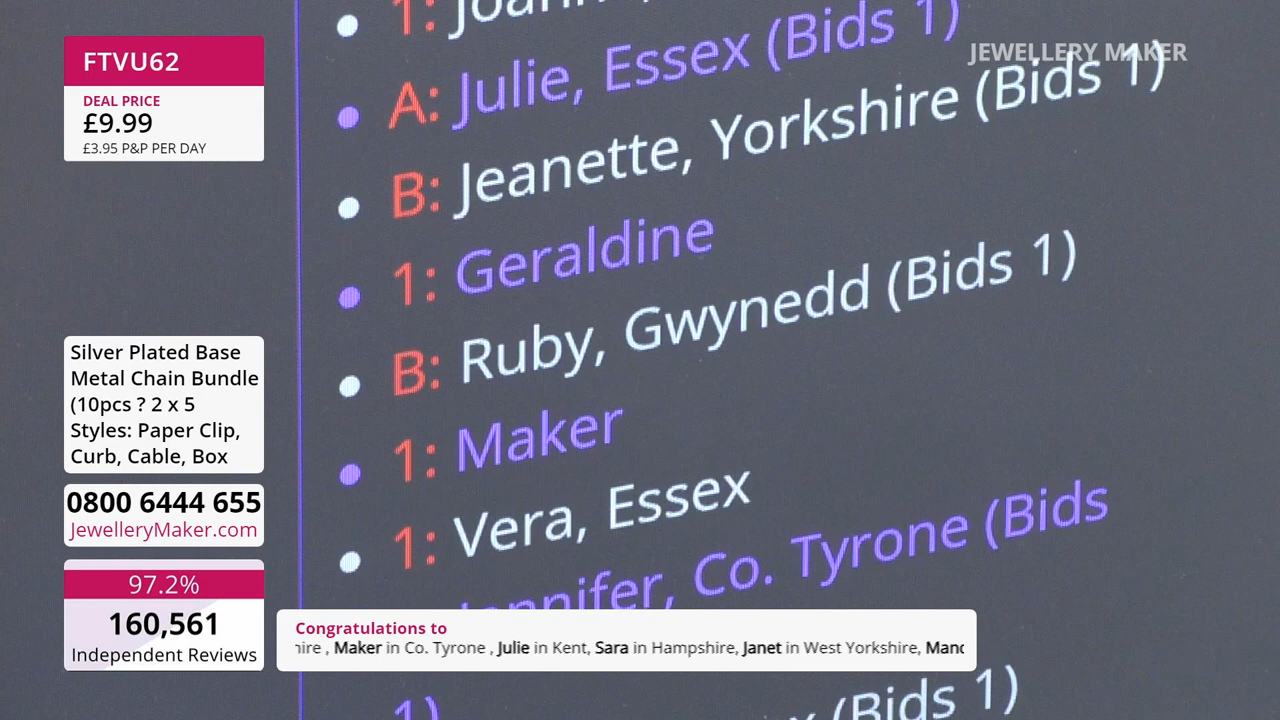 FTVU62
DEAL PRICE
£9.99
£3.95 P&P PER DAY
JEWELLERY MAKER
1:
A: Julie, Essex (Bids 1)
B: Jeanette, Yorkshire (Bids 1)
1: Geraldine
B: Ruby, Gwynedd (Bids 1)
1: Maker
1: Vera, Essex
Jennifer, Co. Tyrone (Bids
1)
(Bids 1)
Silver Plated Base
Metal Chain Bundle
(10pcs ? 2 x 5
Styles: Paper Clip,
Curb, Cable, Box
0800 6444 655
JewelleryMaker.com
97.2%
160,561
Independent Reviews
Congratulations to
hire , Maker in Co. Tyrone , Julie in Kent, Sara in Hampshire, Janet in West Yorkshire,